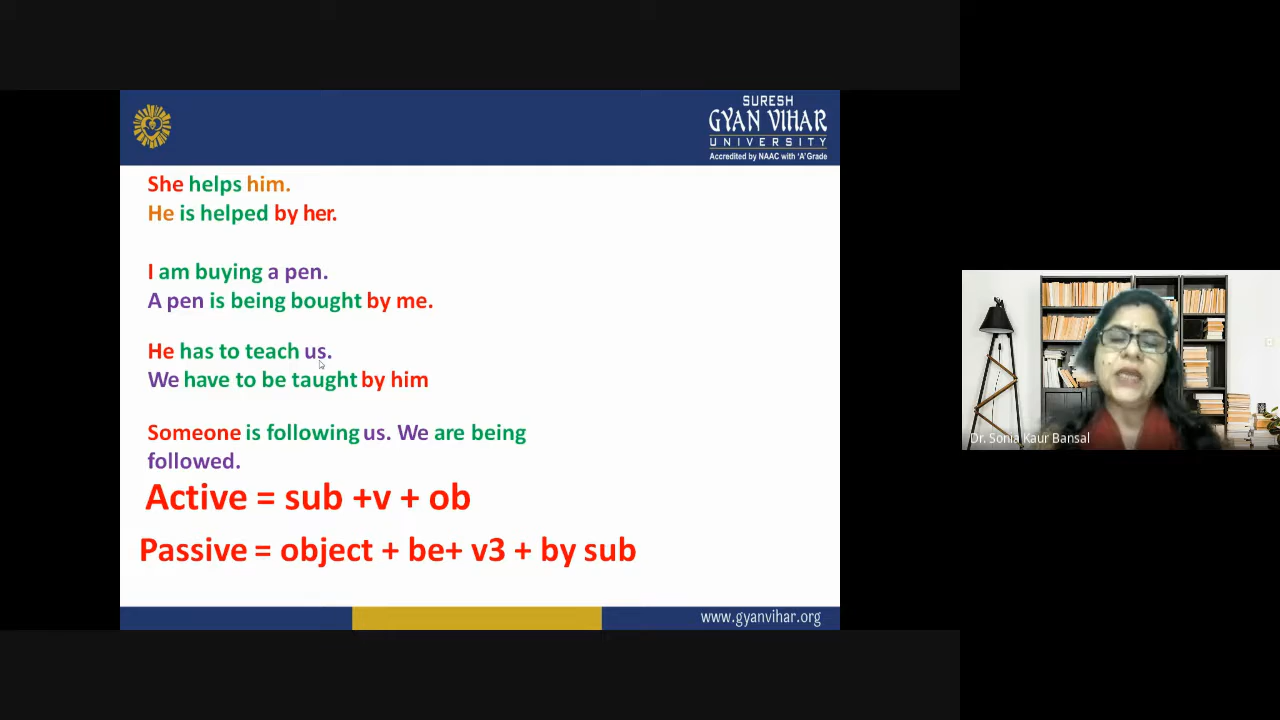 SURESH
GYAN VIHAR
UNIVERSITY
Accredited by NAAC with 'A' Grade
She helps him.
He is helped by her.
I am buying a pen.
A pen is being bought by me.
He has to teach us.
We have to be taught by him
Someone is following us. We are being
followed.
Active = sub +v + ob
Passive = object + be+ v3 + by sub
www.gyanvihar.org
Dr. Sonia Kaur Bansal